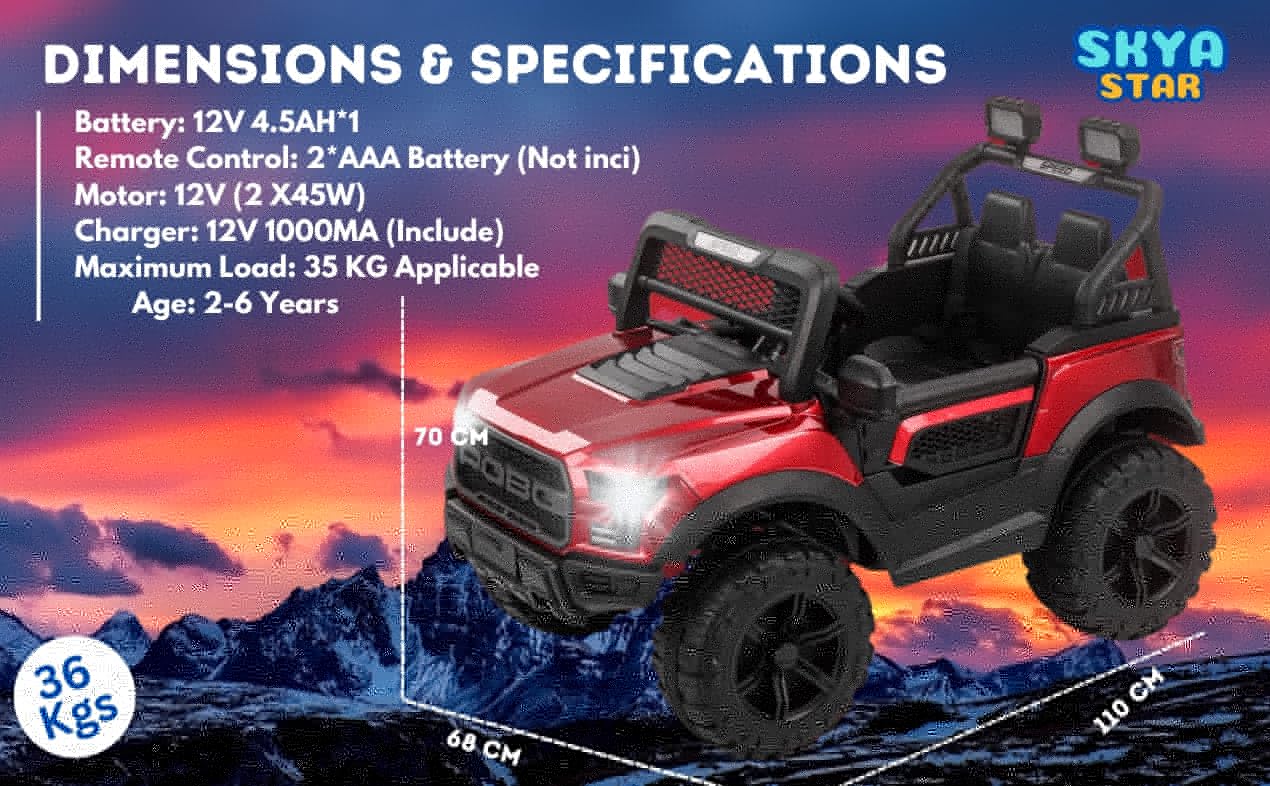 DIMENSIONS & SPECIFICATIONS
SKYA
STAR
Battery: 12V 4.5AH*1
Remote Control: 2*AAA Battery (Not inci)
Motor: 12V (2 X45W)
Charger: 12V 1000MA (Include)
Maximum Load: 35 KG Applicable
Age: 2-6 Years
70 CM
36
Kgs
68 CM
110 CM